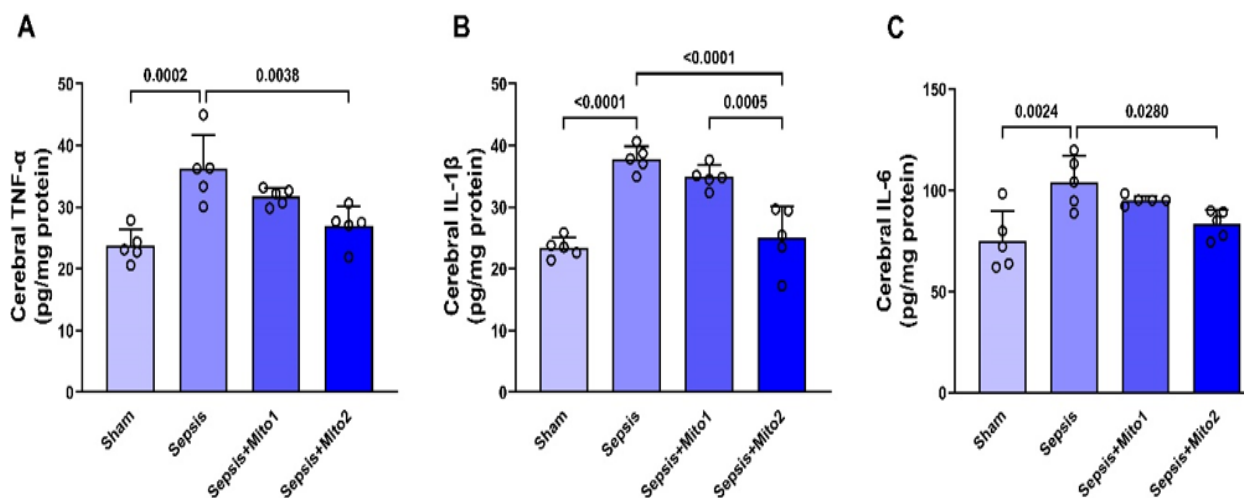 A
Cerebral TNF-α
(pg/mg protein)
50
40
30
20
10
0
0.0002
0.0038
Sham
Sepsis
Sepsis+Mito1
Sepsis+Mito2
B
Cerebral IL-1β
(pg/mg protein)
50
40
30
20
10
0
<0.0001
<0.0001
0.0005
Sham
Sepsis
Sepsis+Mito1
Sepsis+Mito2
C
Cerebral IL-6
(pg/mg protein)
150
100
50
0
0.0024
0.0280
Sham
Sepsis
Sepsis+Mito1
Sepsis+Mito2